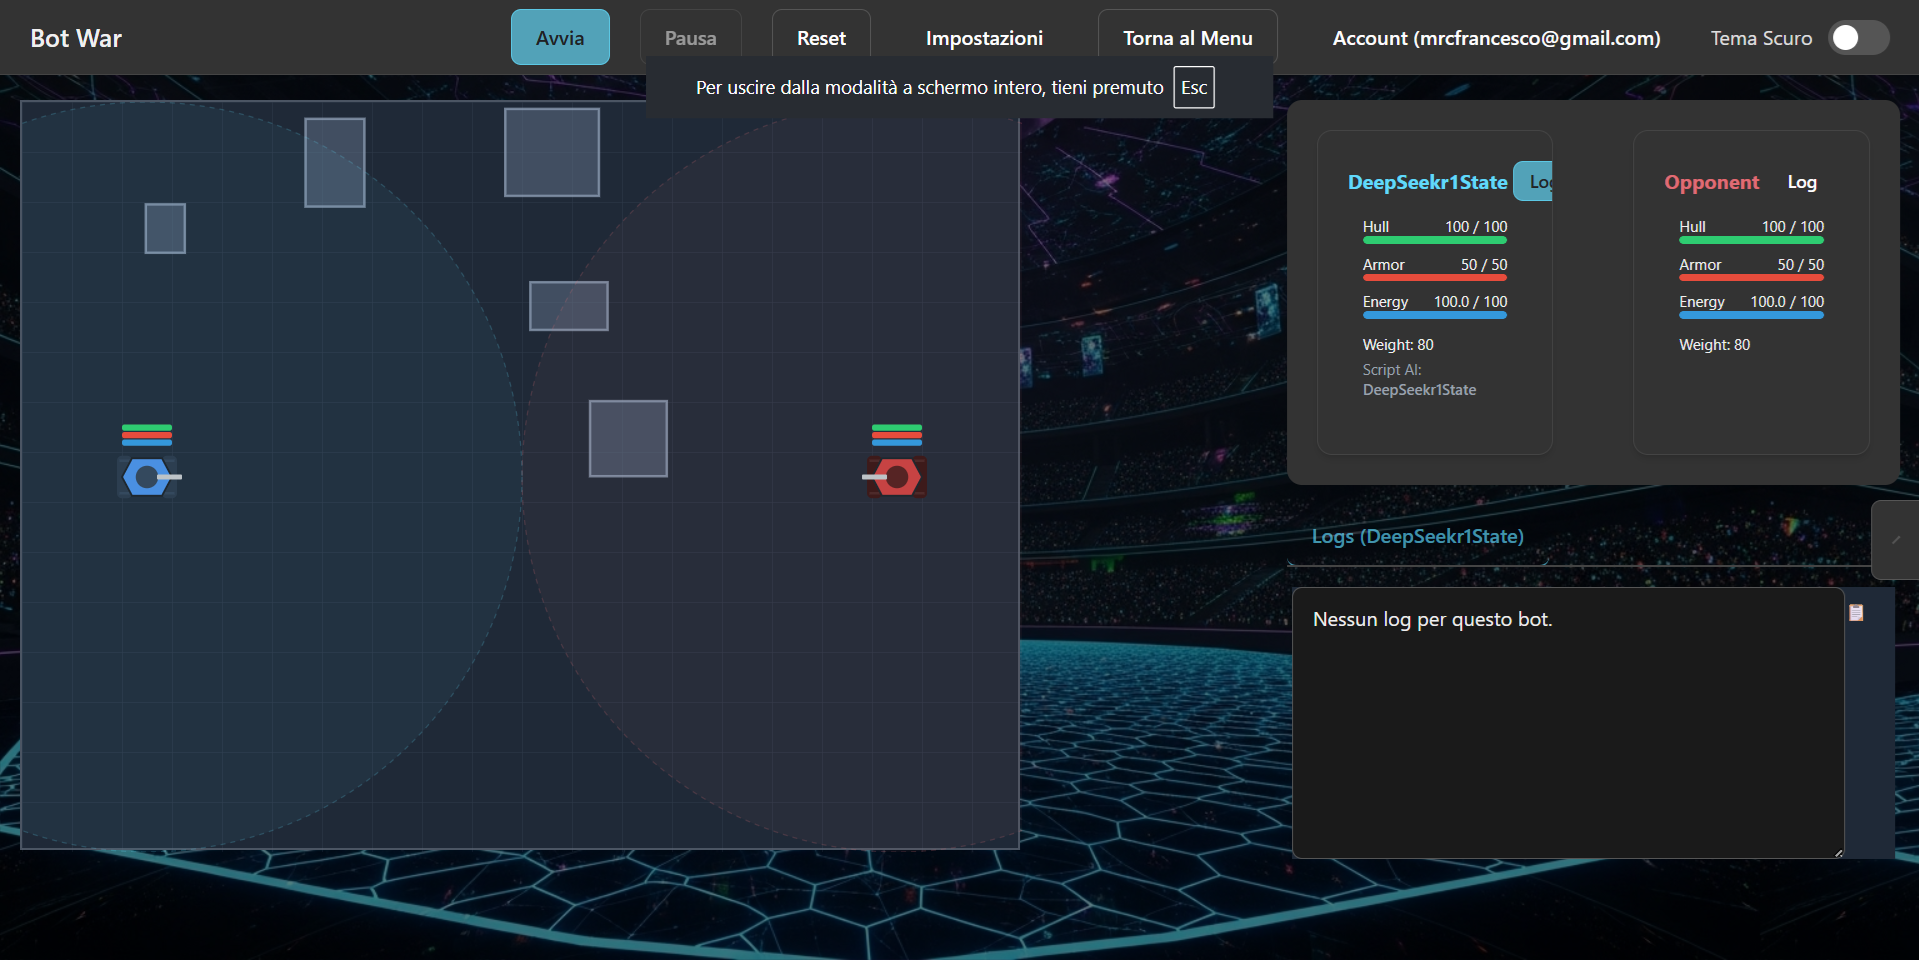 Bot War
Avvia
Pausa
Reset
Impostazioni
Torna al Menu
Account (mrcfrancesco@gmail.com)
Tema Scuro
Per uscire dalla modalità a schermo intero, tieni premuto Esc
DeepSeekr1State
Log
Hull 100 / 100
Armor 50 / 50
Energy 100.0 / 100
Weight: 80
Script AI:
DeepSeekr1State
Opponent
Log
Hull 100 / 100
Armor 50 / 50
Energy 100.0 / 100
Weight: 80
Logs (DeepSeekr1State)
Nessun log per questo bot.